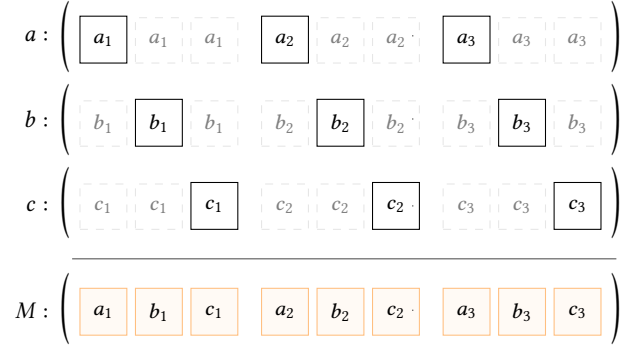 a : ( a₁ a₁ a₁ a₂ a₂ a₂ a₃ a₃ a₃ )
b : ( b₁ b₁ b₁ b₂ b₂ b₂ b₃ b₃ b₃ )
c : ( c₁ c₁ c₁ c₂ c₂ c₂ c₃ c₃ c₃ )
M : ( a₁ b₁ c₁ a₂ b₂ c₂ a₃ b₃ c₃ )